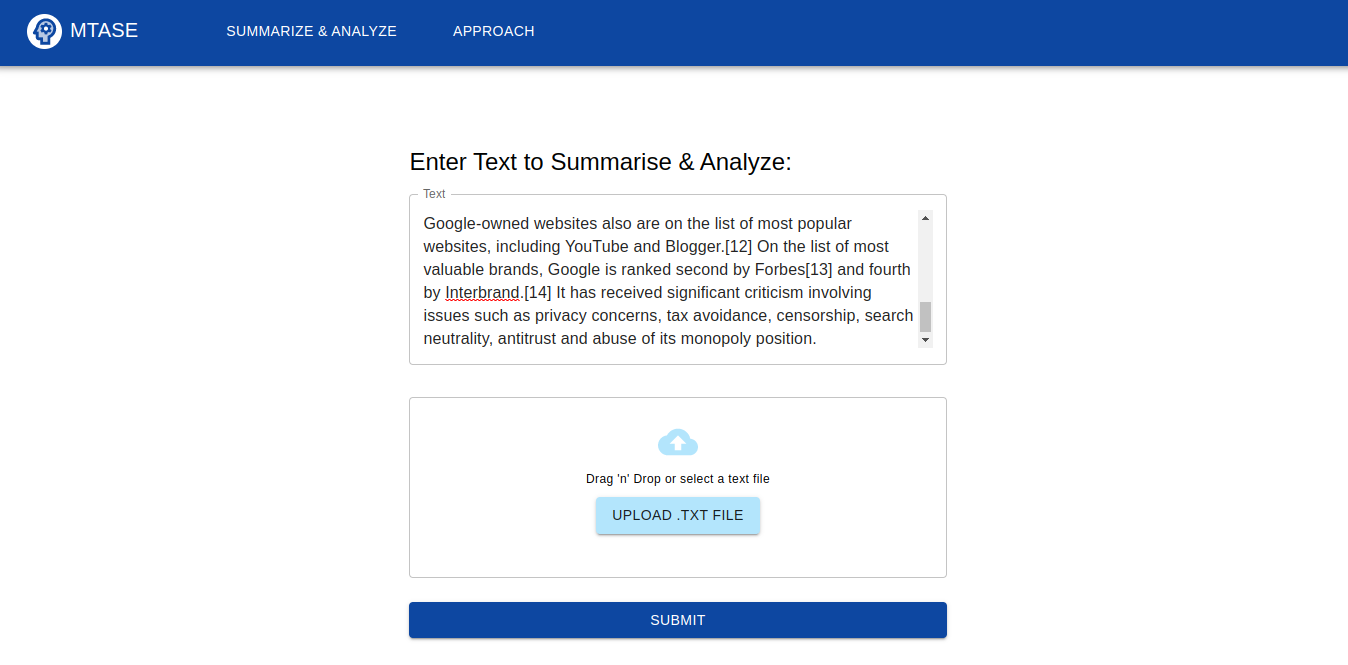 MTASE
SUMMARIZE & ANALYZE
APPROACH
Enter Text to Summarise & Analyze:
Text
Google-owned websites also are on the list of most popular
websites, including YouTube and Blogger.[12] On the list of most
valuable brands, Google is ranked second by Forbes[13] and fourth
by Interbrand.[14] It has received significant criticism involving
issues such as privacy concerns, tax avoidance, censorship, search
neutrality, antitrust and abuse of its monopoly position.
Drag 'n' Drop or select a text file
UPLOAD .TXT FILE
SUBMIT